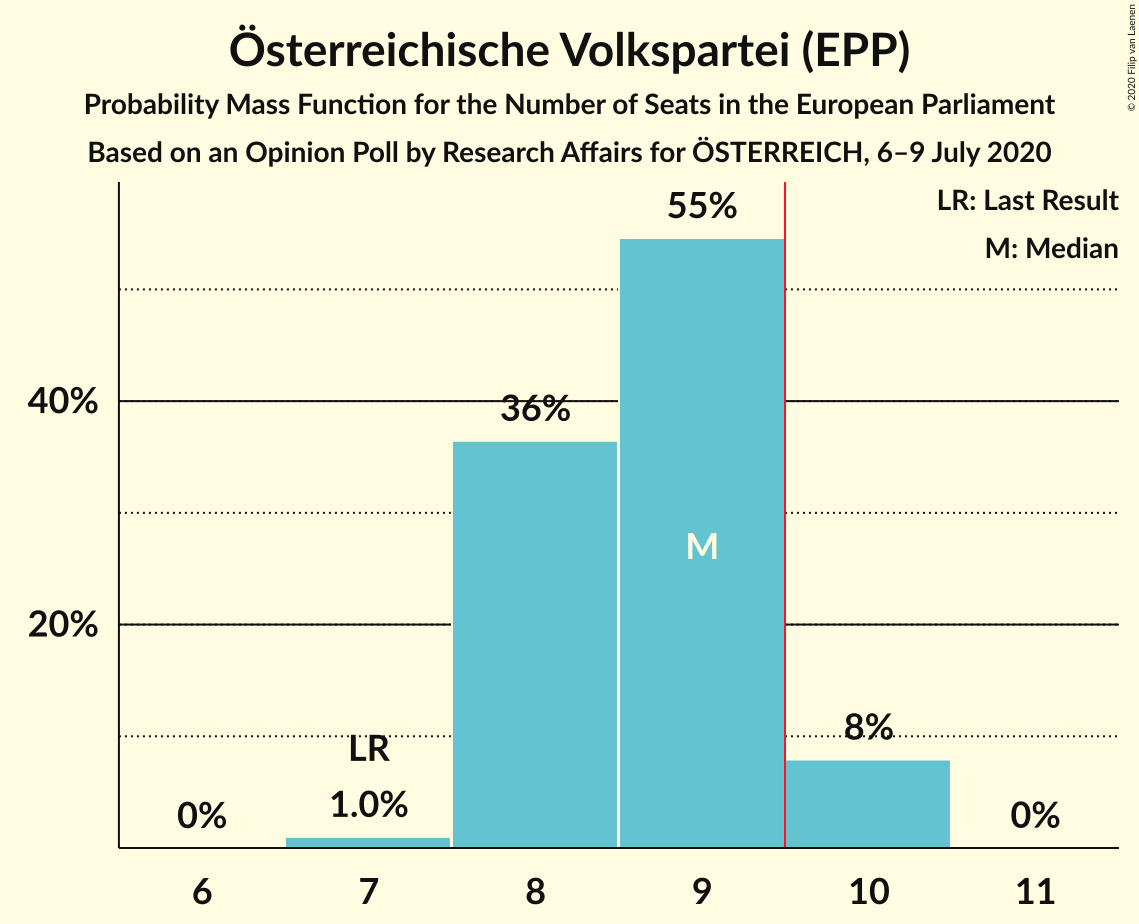 Österreichische Volkspartei (EPP)
Probability Mass Function for the Number of Seats in the European Parliament
Based on an Opinion Poll by Research Affairs for ÖSTERREICH, 6–9 July 2020
© 2020 Filip van Laenen
LR: Last Result
M: Median
55%
40%
36%
M
20%
8%
LR
1.0%
0%
0%
6 7 8 9 10 11